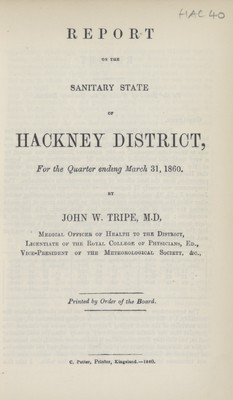 HAC 40
REPORT
ON THE
SANITARY STATE
OF
HACKNEY DISTRICT,
For the Quarter ending March 31, 1860.
BY
JOHN W. TRIPE, M.D.
Medical Officer of Health to the District,
Licentiate of the Royal College of Physicians, Ed.,
Vice-President of the Meteorological Society, &c.,
Printed by Order of the Board.
C. Potter, Printer, Kingsland.—1860.